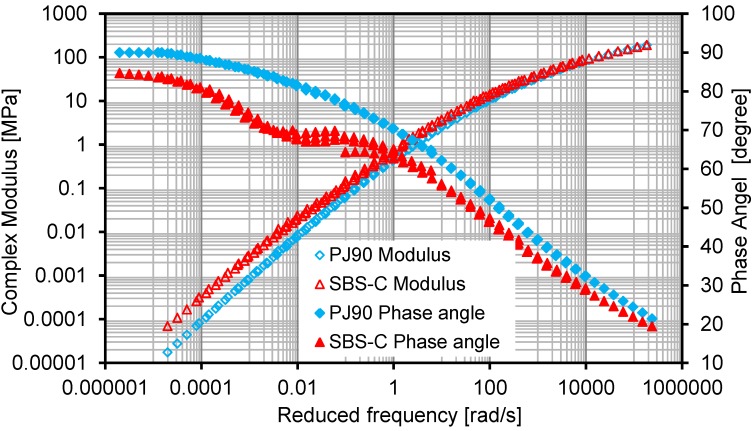 1000
100
10
1
0.1
0.01
0.001
0.0001
0.00001
Complex Modulus [MPa]
100
90
80
70
60
50
40
30
20
10
Phase Angel [degree]
PJ90 Modulus
SBS-C Modulus
PJ90 Phase angle
SBS-C Phase angle
0.000001 0.0001 0.01 1 100 10000 1000000
Reduced frequency [rad/s]